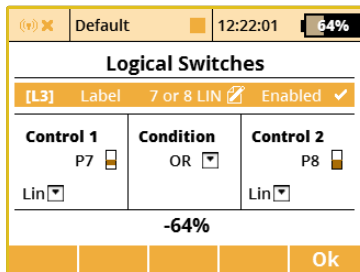 Default 12:22:01 64%
Logical Switches
[L3] Label 7 or 8 LIN Enabled
Control 1 Condition Control 2
P7 OR P8
Lin Lin
-64%
Ok